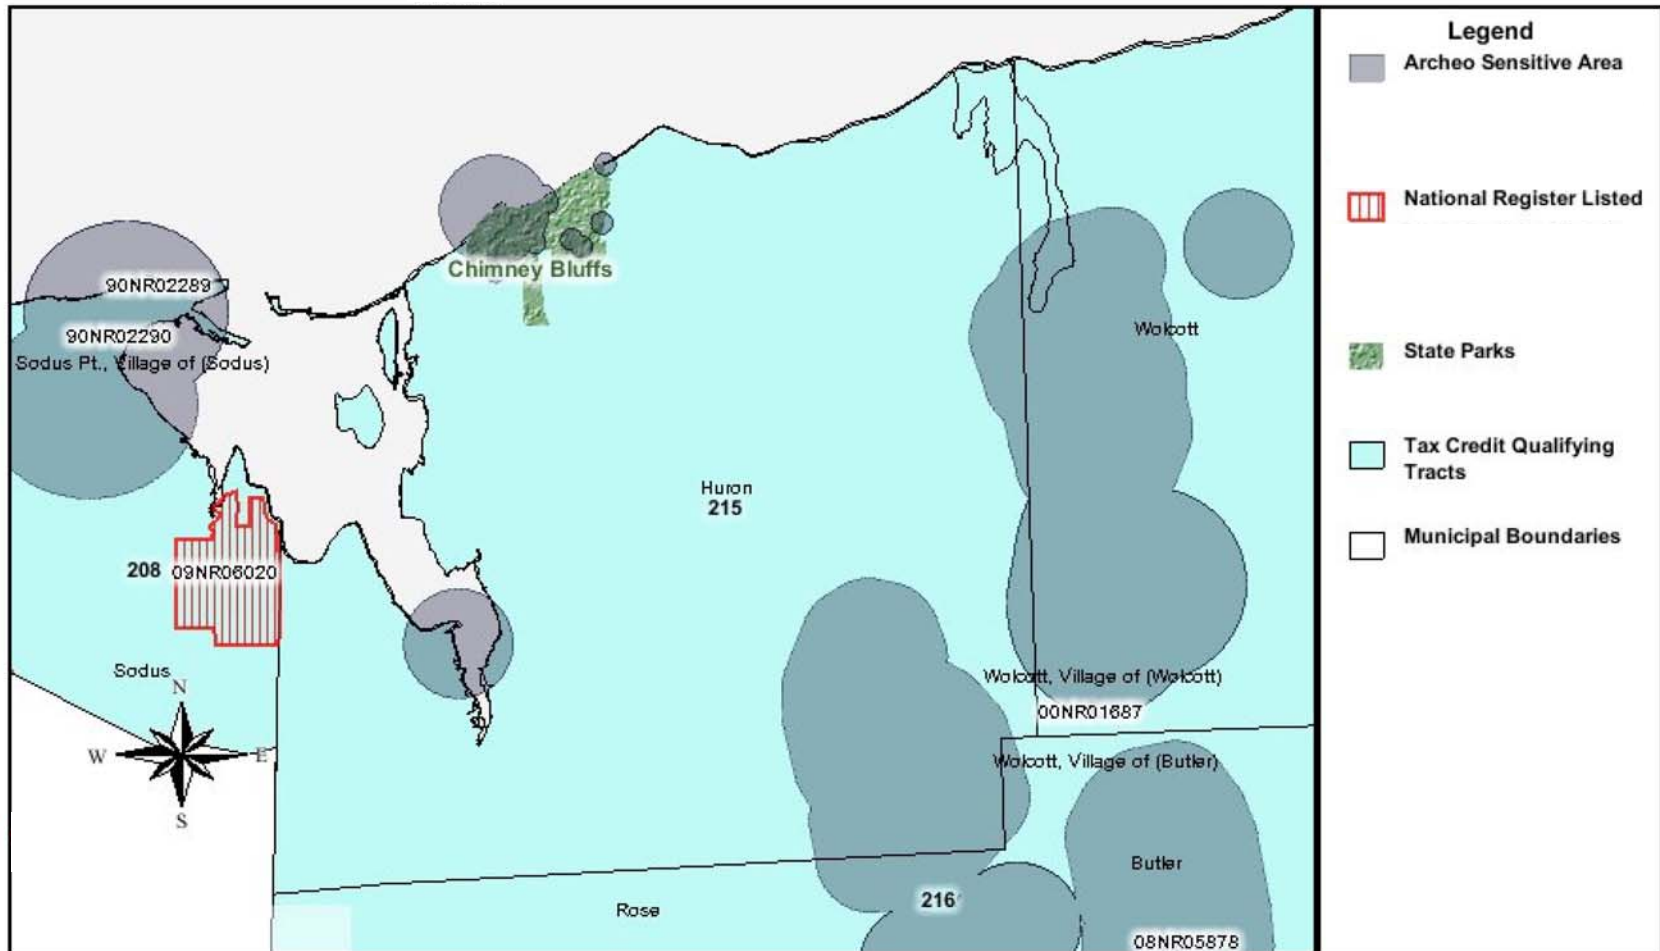 Legend
Archeo Sensitive Area
National Register Listed
State Parks
Tax Credit Qualifying
Tracts
Municipal Boundaries
Chimney Bluffs
90NR02289
90NR02290
Sodus Pt., Village of (Sodus)
Wolcott
Huron
215
208
09NR06020
Sodus
N
W
E
S
Wolcott, Village of (Wolcott)
00NR01687
Wolcott, Village of (Butler)
Butler
216
Rose
08NR05878